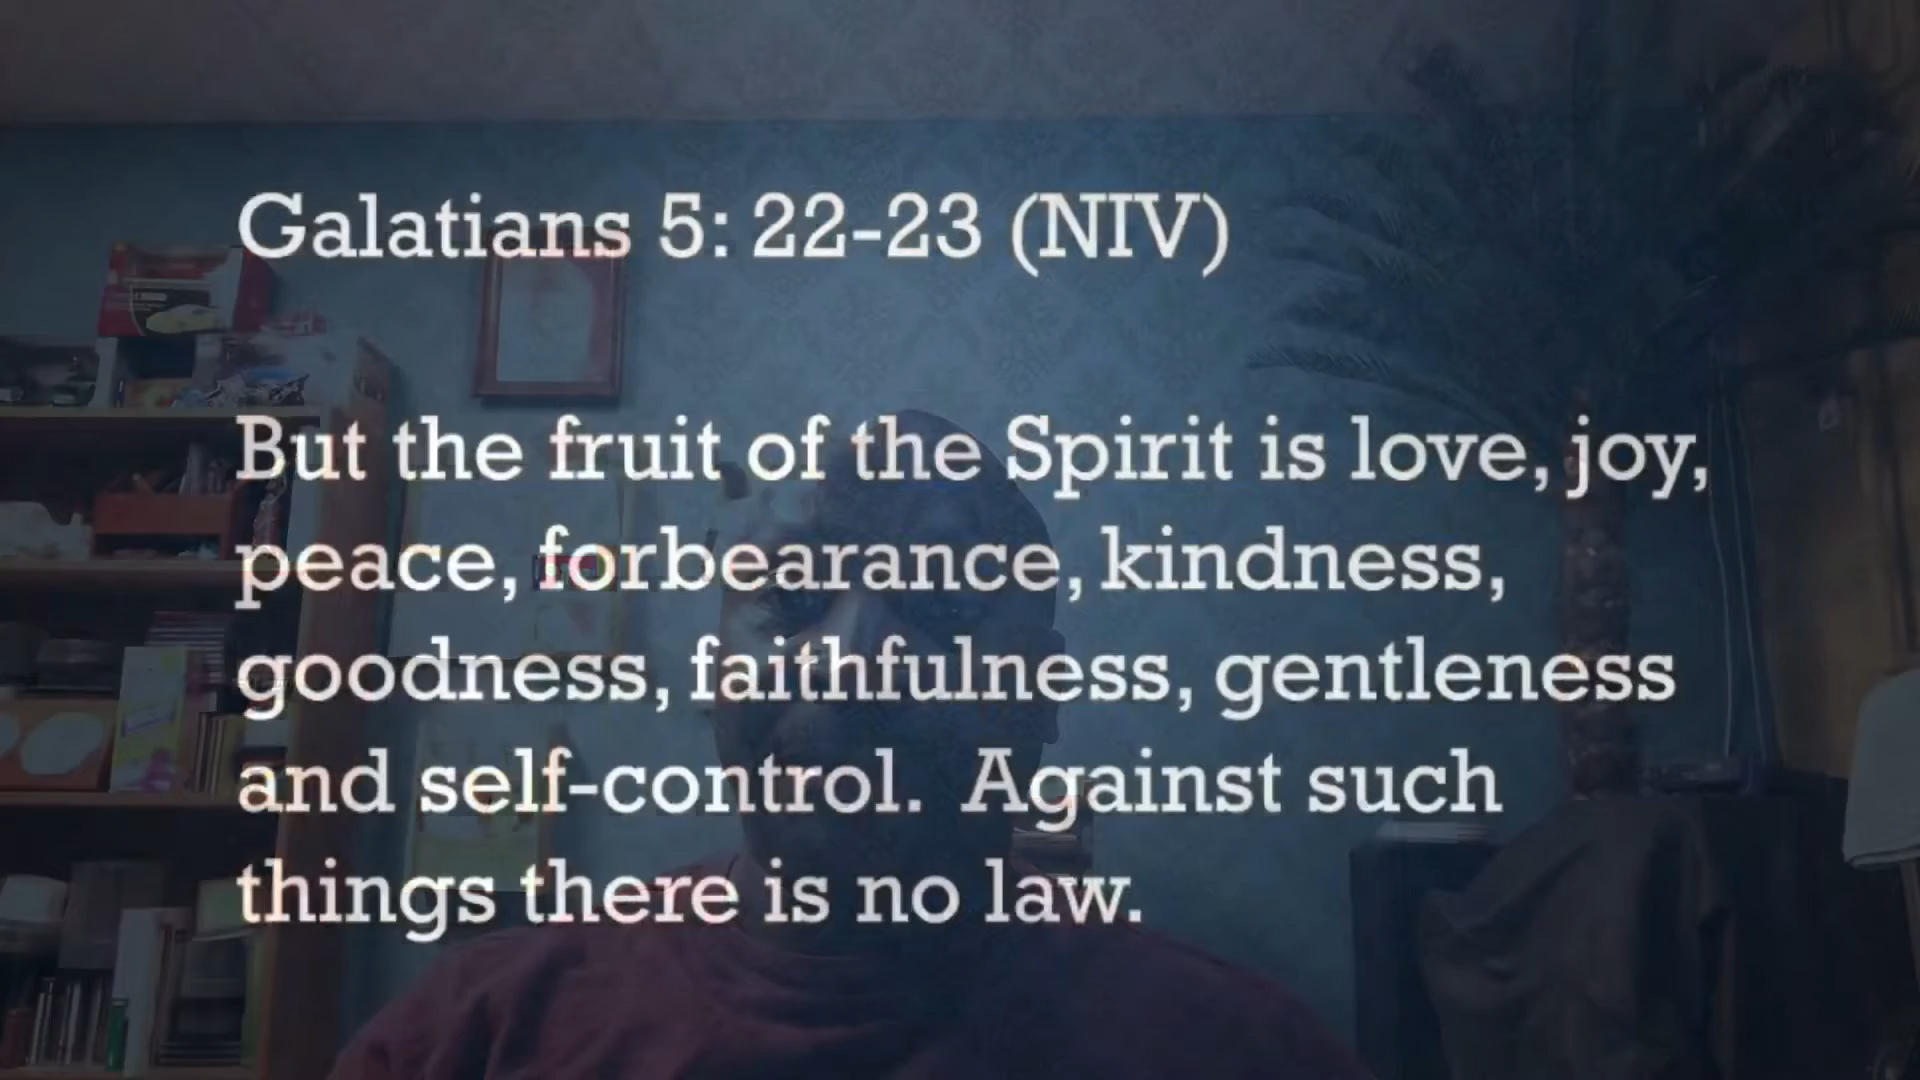 Galatians 5: 22-23 (NIV)
But the fruit of the Spirit is love, joy,
peace, forbearance, kindness,
goodness, faithfulness, gentleness
and self-control. Against such
things there is no law.